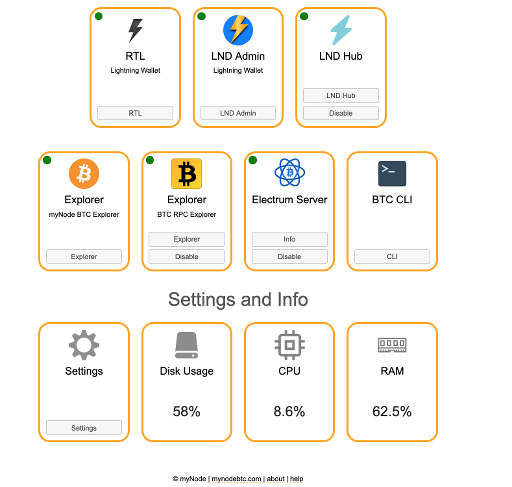 RTL
Lightning Wallet
RTL
LND Admin
Lightning Wallet
LND Admin
LND Hub
LND Hub
Disable
Explorer
myNode BTC Explorer
Explorer
Explorer
BTC RPC Explorer
Explorer
Disable
Electrum Server
Info
Disable
>_
BTC CLI
CLI
Settings and Info
Settings
Settings
Disk Usage
58%
CPU
8.6%
RAM
62.5%
© myNode | mynodebtc.com | about | help